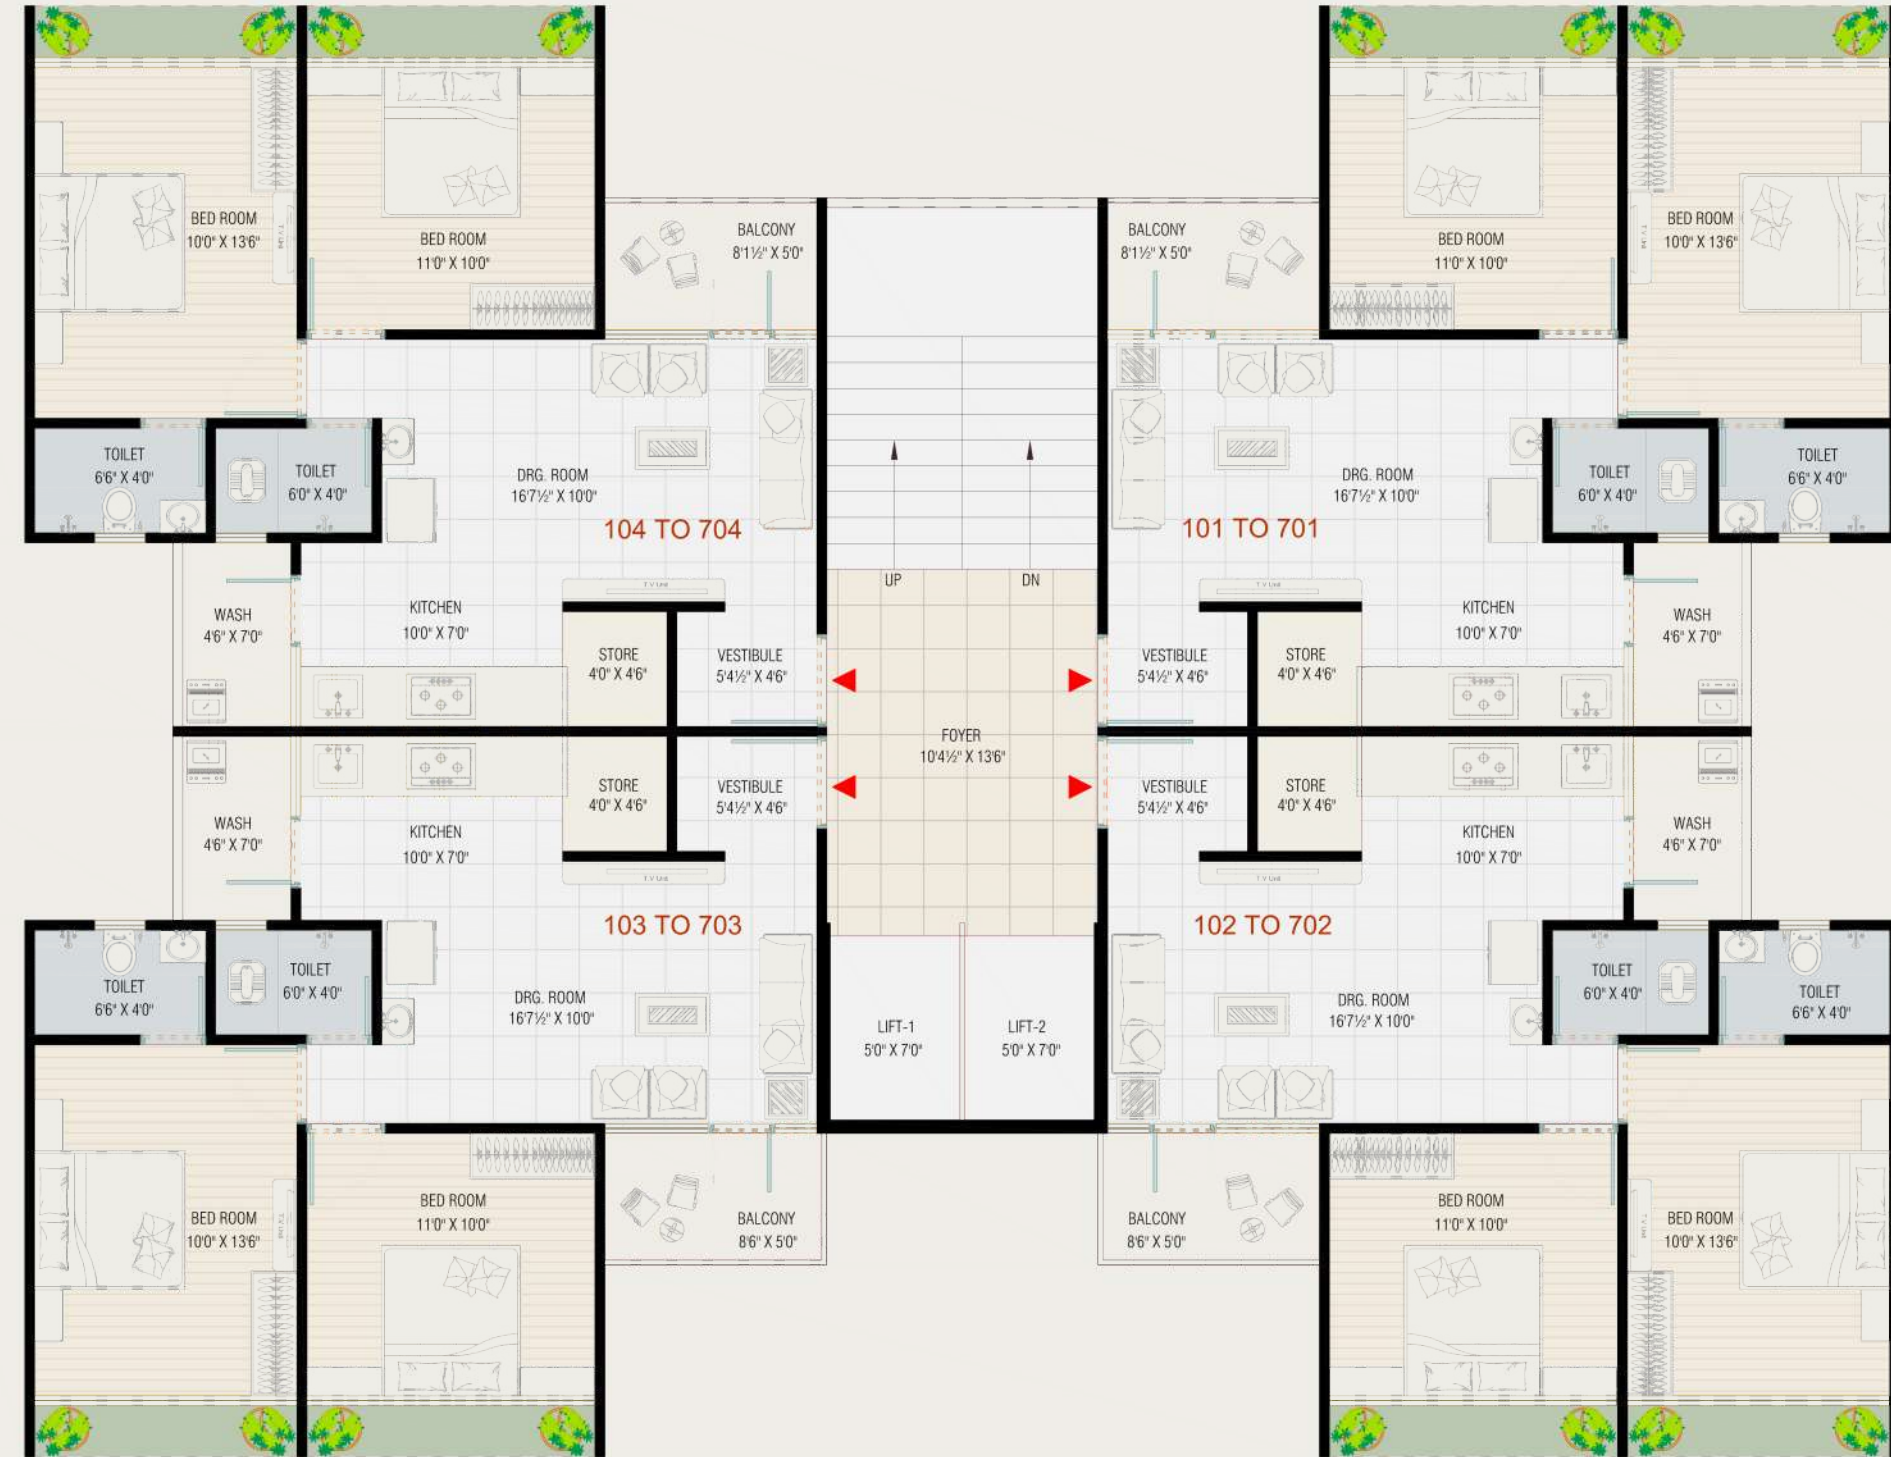 BED ROOM
10'0" X 13'6"
BED ROOM
11'0" X 10'0"
BALCONY
8'1½" X 5'0"
BALCONY
8'1½" X 5'0"
BED ROOM
11'0" X 10'0"
BED ROOM
10'0" X 13'6"
T.V Unit
T.V Unit
TOILET
6'6" X 4'0"
TOILET
6'0" X 4'0"
DRG. ROOM
16'7½" X 10'0"
104 TO 704
DRG. ROOM
16'7½" X 10'0"
101 TO 701
TOILET
6'0" X 4'0"
TOILET
6'6" X 4'0"
UP
DN
T.V Unit
T.V Unit
WASH
4'6" X 7'0"
KITCHEN
10'0" X 7'0"
STORE
4'0" X 4'6"
VESTIBULE
5'4½" X 4'6"
VESTIBULE
5'4½" X 4'6"
STORE
4'0" X 4'6"
KITCHEN
10'0" X 7'0"
WASH
4'6" X 7'0"
FOYER
10'4½" X 13'6"
WASH
4'6" X 7'0"
KITCHEN
10'0" X 7'0"
STORE
4'0" X 4'6"
VESTIBULE
5'4½" X 4'6"
VESTIBULE
5'4½" X 4'6"
STORE
4'0" X 4'6"
KITCHEN
10'0" X 7'0"
WASH
4'6" X 7'0"
T.V Unit
T.V Unit
103 TO 703
102 TO 702
TOILET
6'6" X 4'0"
TOILET
6'0" X 4'0"
DRG. ROOM
16'7½" X 10'0"
LIFT-1
5'0" X 7'0"
LIFT-2
5'0" X 7'0"
DRG. ROOM
16'7½" X 10'0"
TOILET
6'0" X 4'0"
TOILET
6'6" X 4'0"
BED ROOM
10'0" X 13'6"
T.V Unit
BED ROOM
11'0" X 10'0"
BALCONY
8'6" X 5'0"
BALCONY
8'6" X 5'0"
BED ROOM
11'0" X 10'0"
T.V Unit
BED ROOM
10'0" X 13'6"